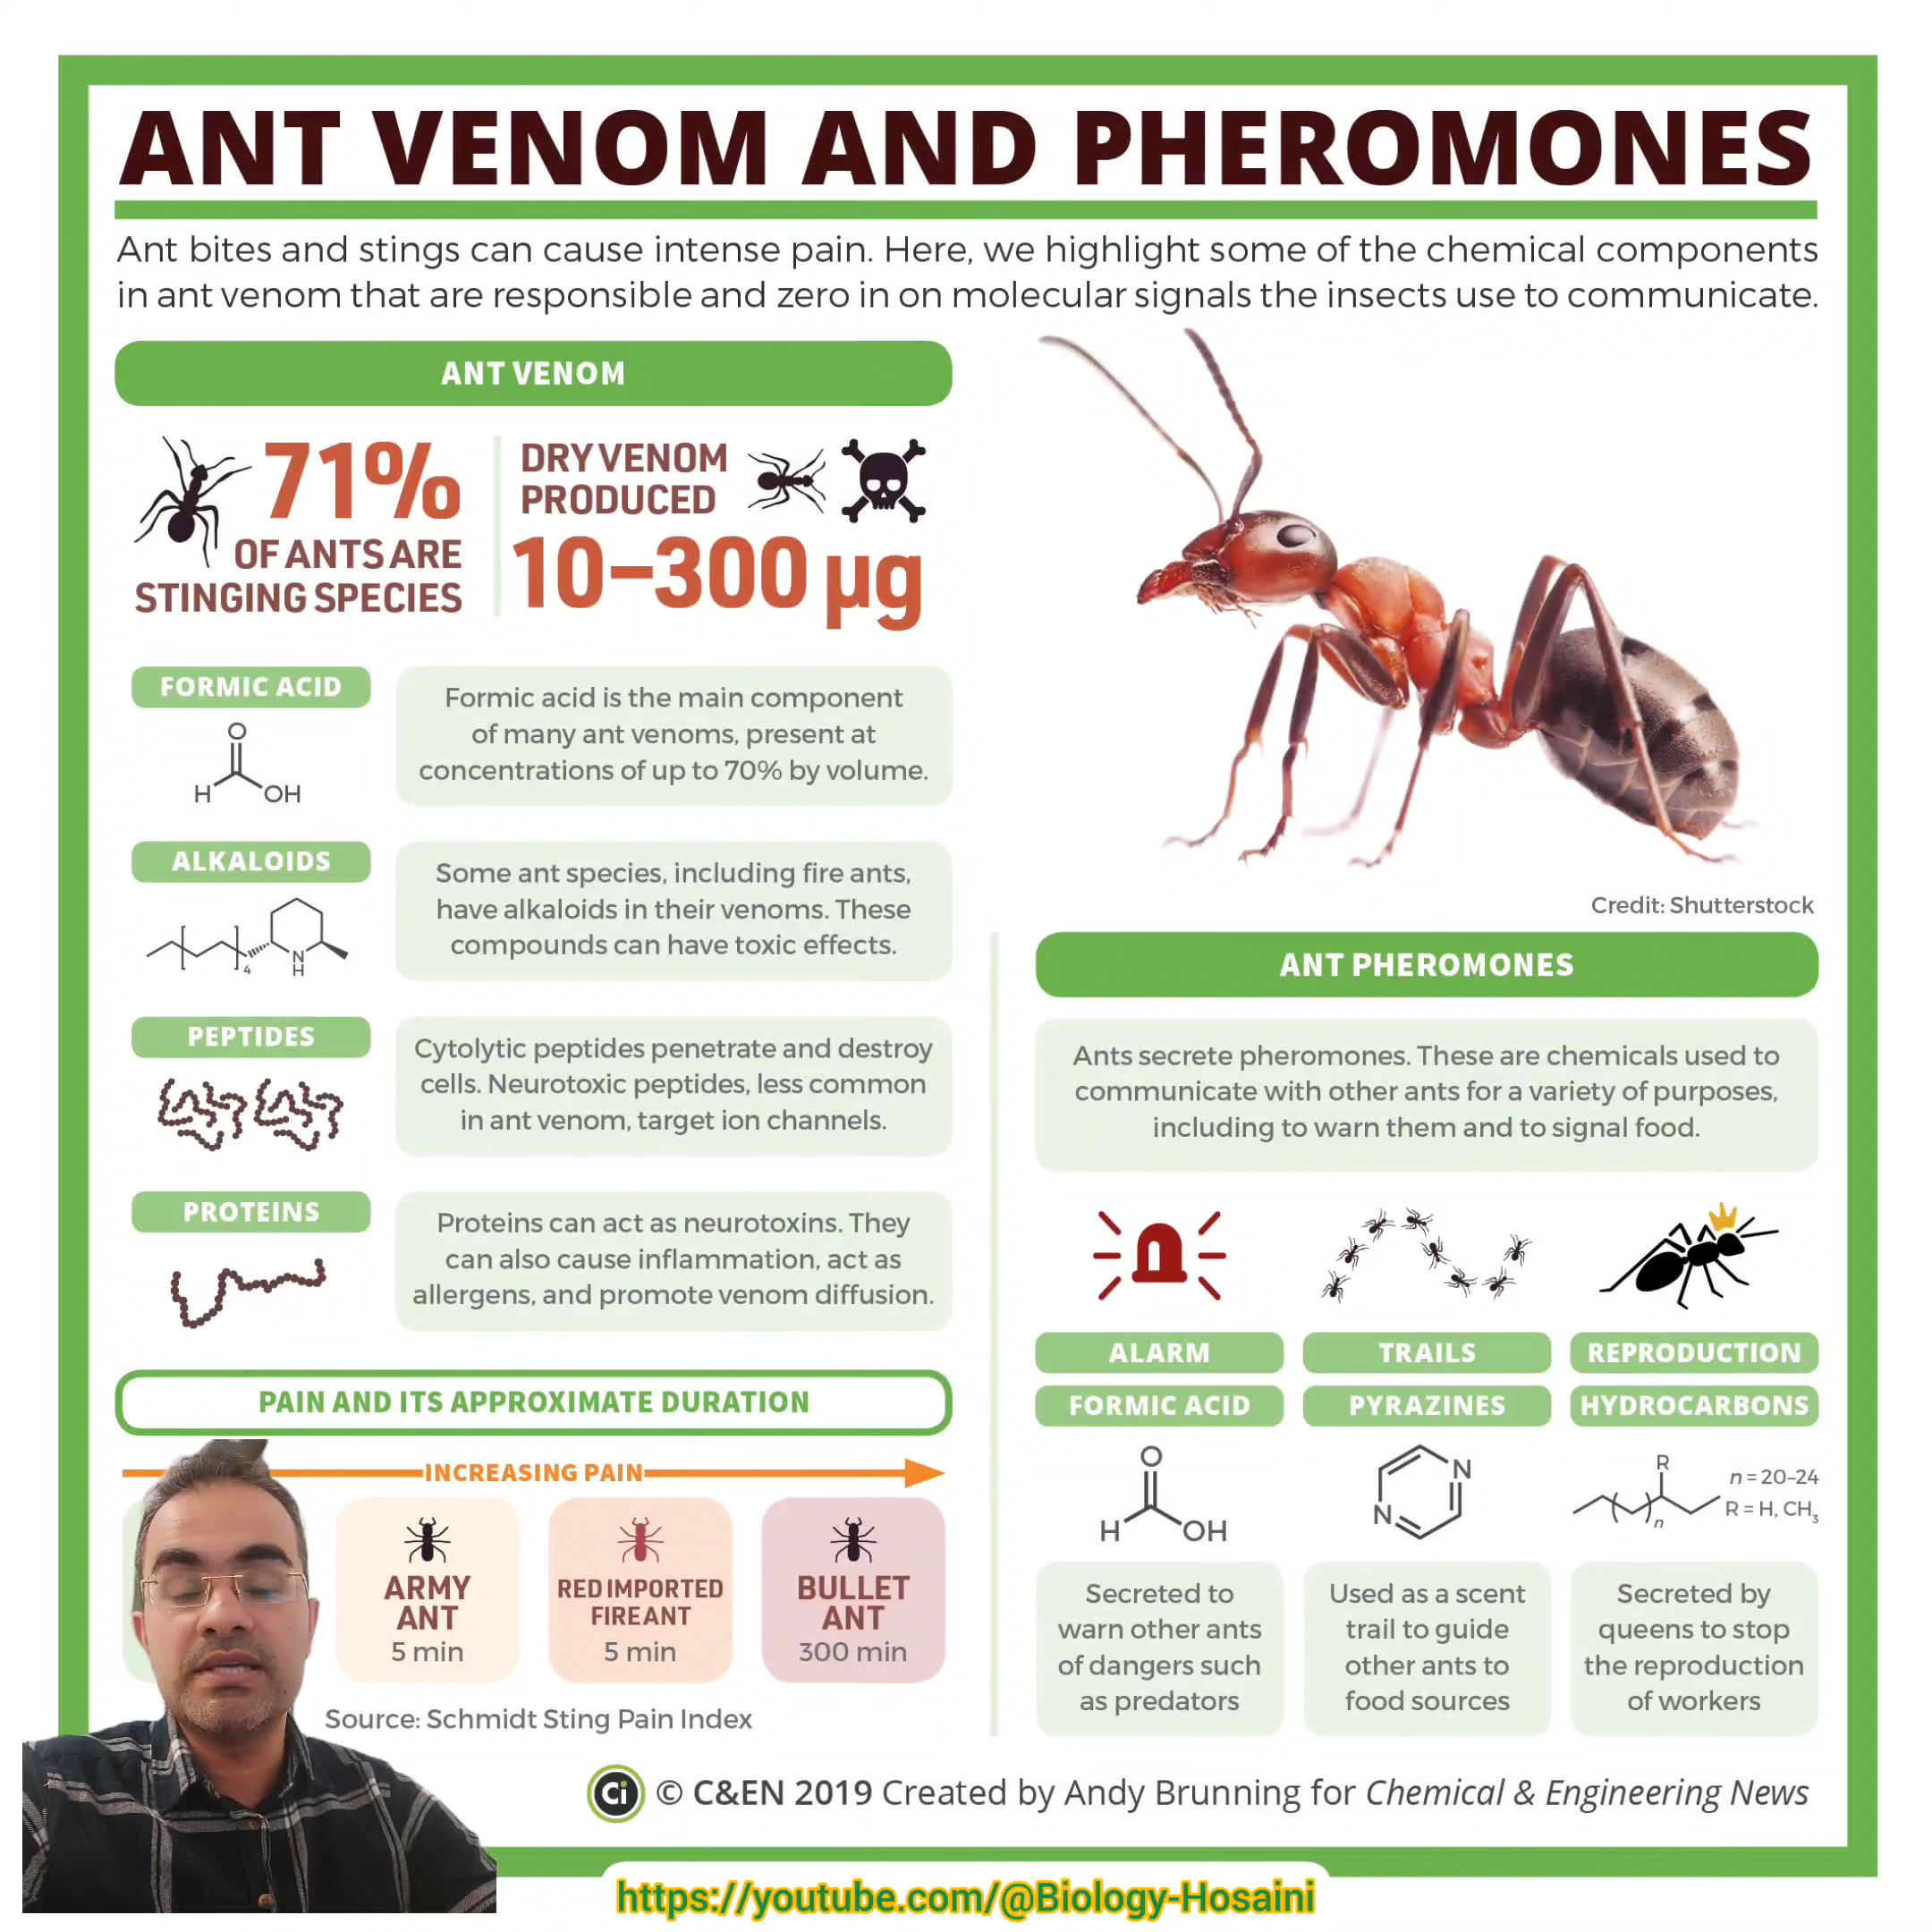 ANT VENOM AND PHEROMONES
Ant bites and stings can cause intense pain. Here, we highlight some of the chemical components
in ant venom that are responsible and zero in on molecular signals the insects use to communicate.
ANT VENOM
71%
OF ANTS ARE
STINGING SPECIES
DRY VENOM
PRODUCED
10–300 µg
FORMIC ACID
O
H OH
Formic acid is the main component
of many ant venoms, present at
concentrations of up to 70% by volume.
ALKALOIDS
4
N
H
Some ant species, including fire ants,
have alkaloids in their venoms. These
compounds can have toxic effects.
PEPTIDES
Cytolytic peptides penetrate and destroy
cells. Neurotoxic peptides, less common
in ant venom, target ion channels.
PROTEINS
Proteins can act as neurotoxins. They
can also cause inflammation, act as
allergens, and promote venom diffusion.
PAIN AND ITS APPROXIMATE DURATION
INCREASING PAIN
ARMY
ANT
5 min
RED IMPORTED
FIRE ANT
5 min
BULLET
ANT
300 min
Source: Schmidt Sting Pain Index
Credit: Shutterstock
ANT PHEROMONES
Ants secrete pheromones. These are chemicals used to
communicate with other ants for a variety of purposes,
including to warn them and to signal food.
ALARM
FORMIC ACID
O
H OH
Secreted to
warn other ants
of dangers such
as predators
TRAILS
PYRAZINES
N
N
Used as a scent
trail to guide
other ants to
food sources
REPRODUCTION
HYDROCARBONS
R
n
n = 20–24
R = H, CH3
Secreted by
queens to stop
the reproduction
of workers
Ci © C&EN 2019 Created by Andy Brunning for Chemical & Engineering News
https://youtube.com/@Biology-Hosaini